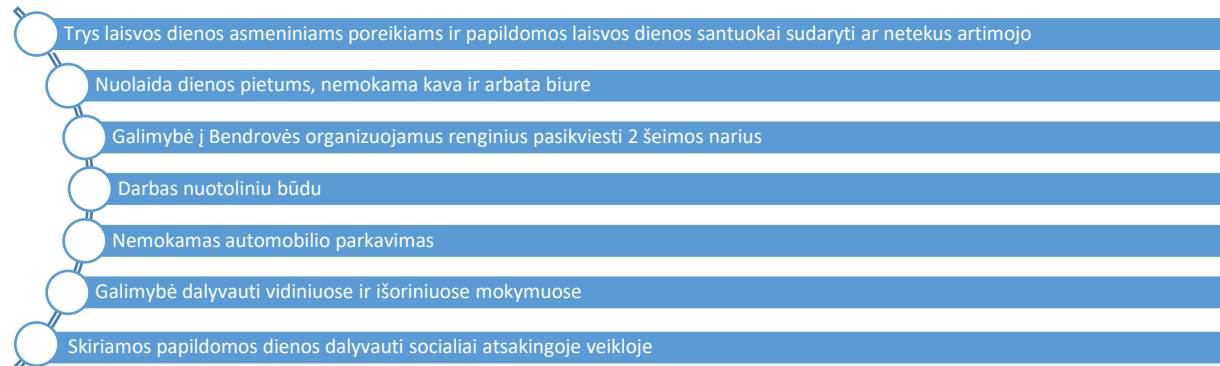 Trys laisvos dienos asmeniniams poreikiams ir papildomos laisvos dienos santuokai sudaryti ar netekus artimojo
Nuolaida dienos pietums, nemokama kava ir arbata biure
Galimybė į Bendrovės organizuojamus renginius pasikviesti 2 šeimos narius
Darbas nuotoliniu būdu
Nemokamas automobilio parkavimas
Galimybė dalyvauti vidiniuose ir išoriniuose mokymuose
Skiriamos papildomos dienos dalyvauti socialiai atsakingoje veikloje